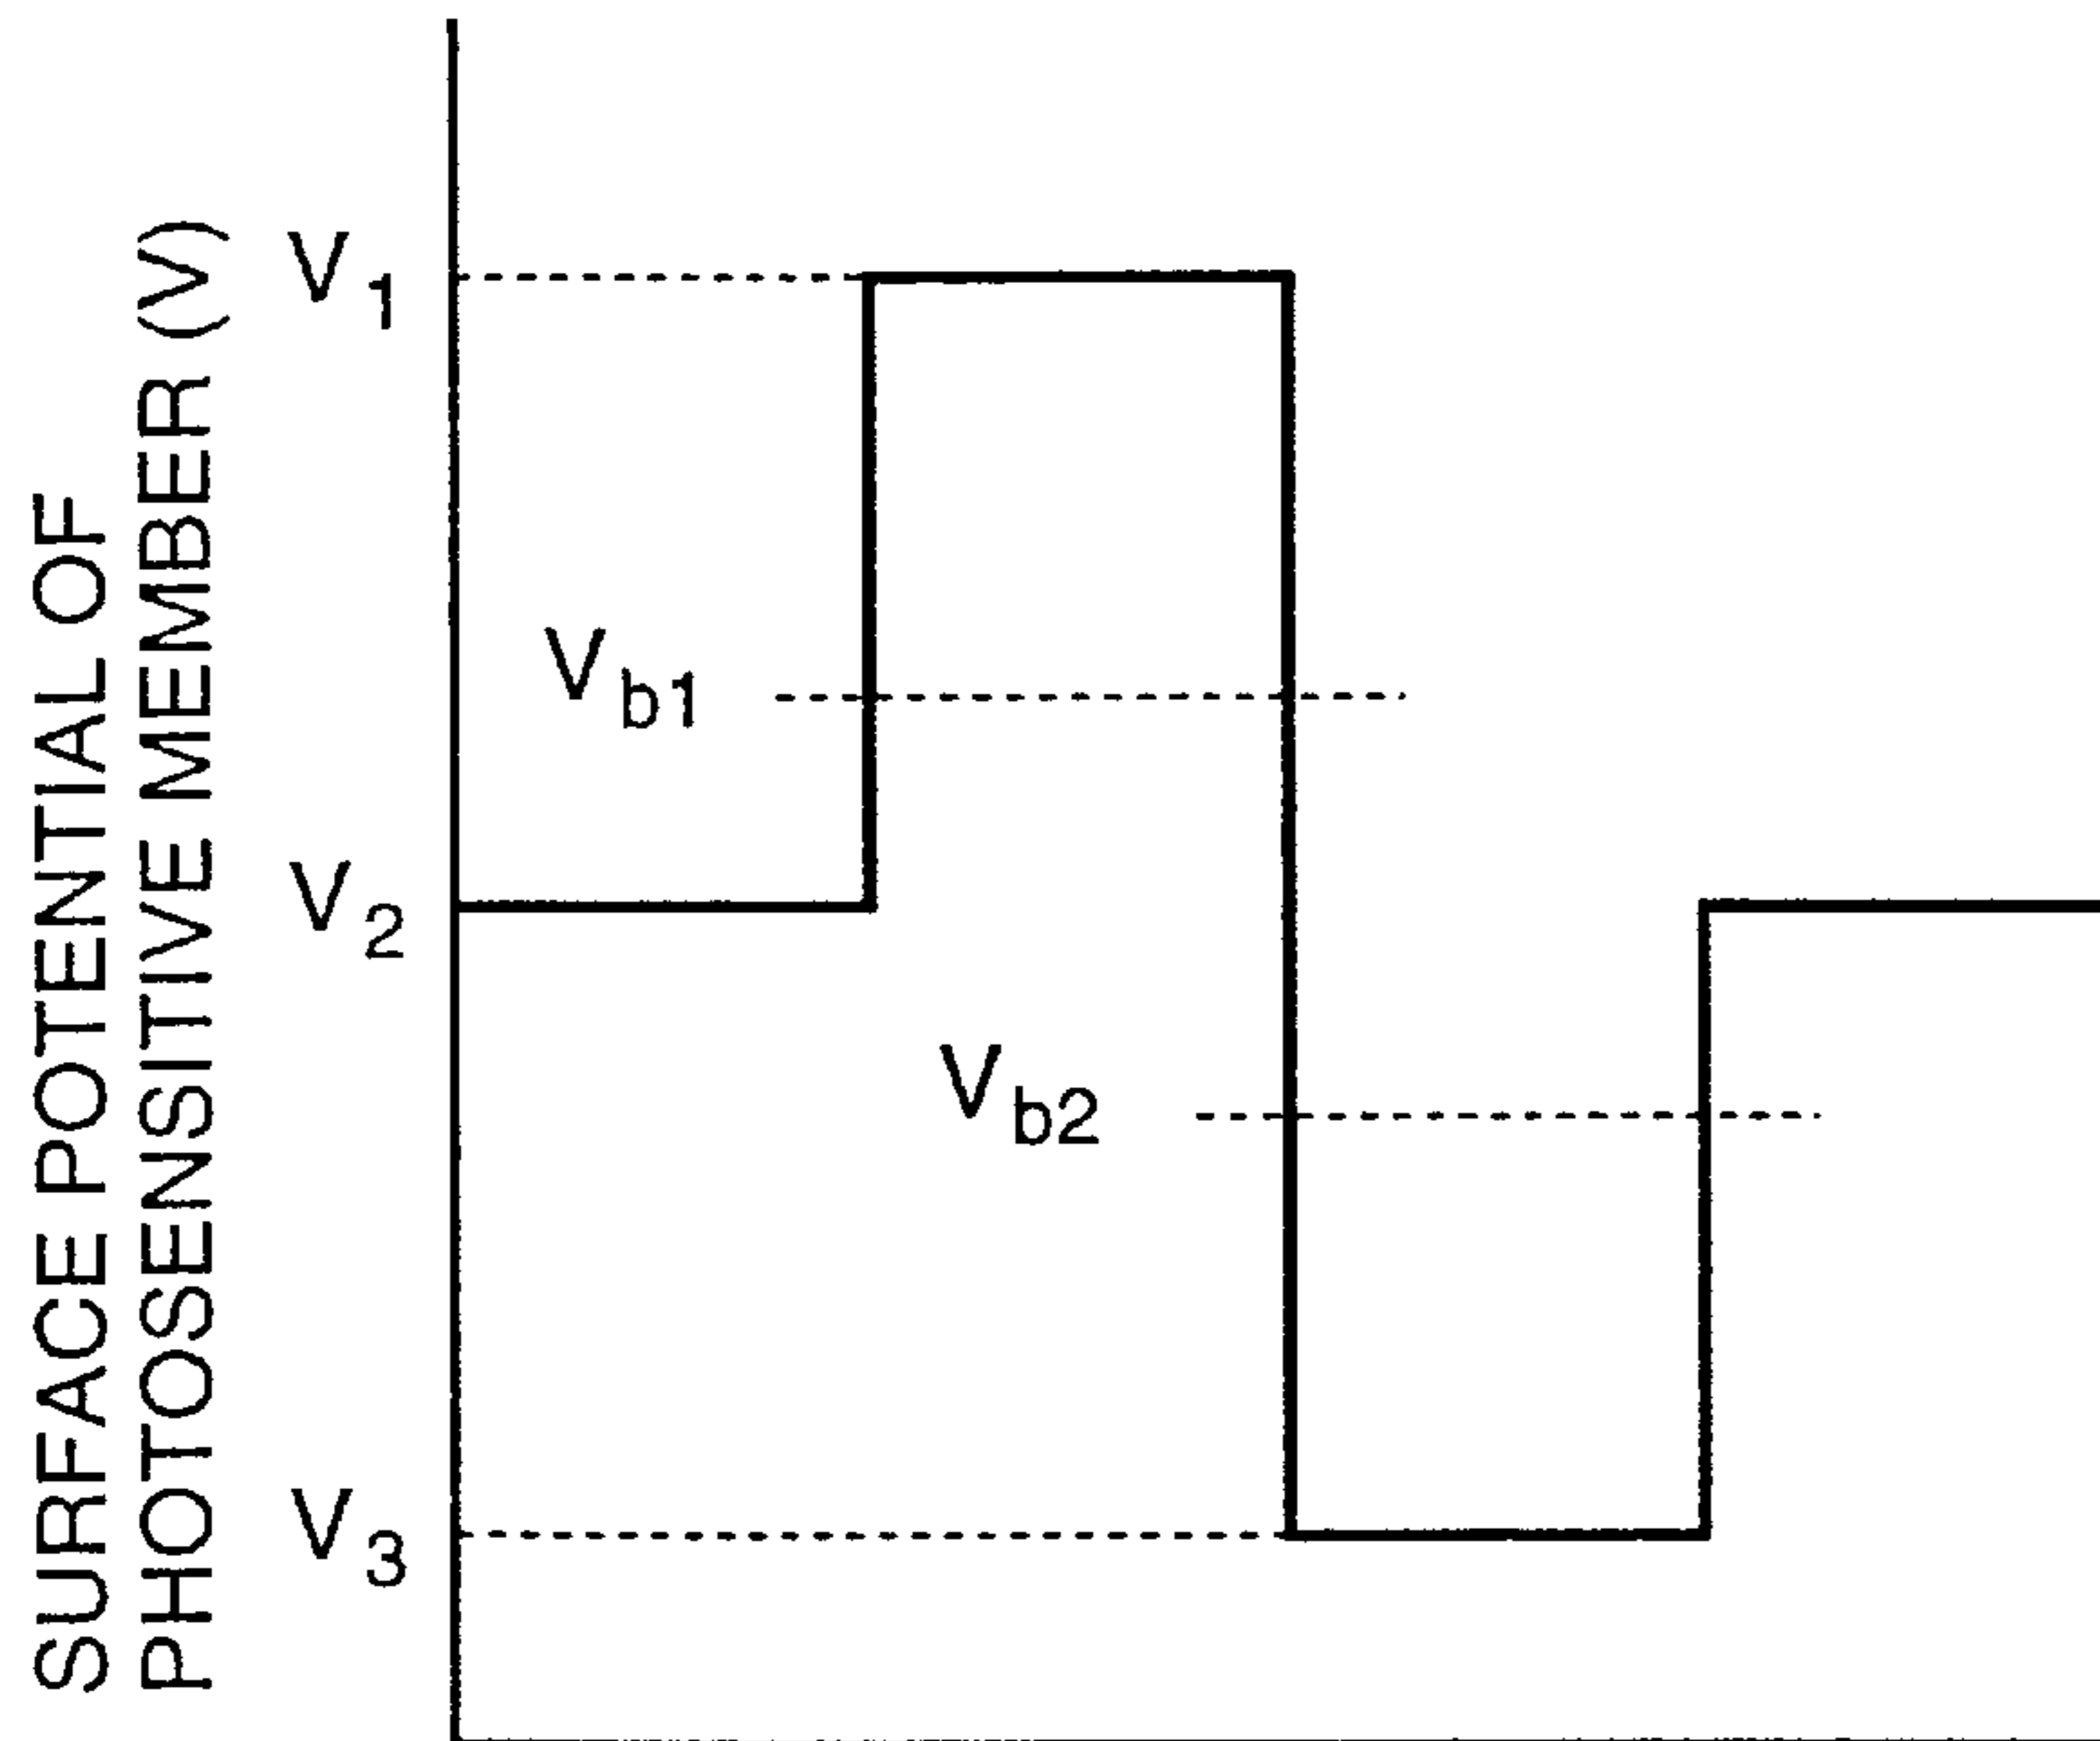 SURFACE POTENTIAL OF
PHOTOSENSITIVE MEMBER (V)
V1
Vb1
V2
Vb2
V3